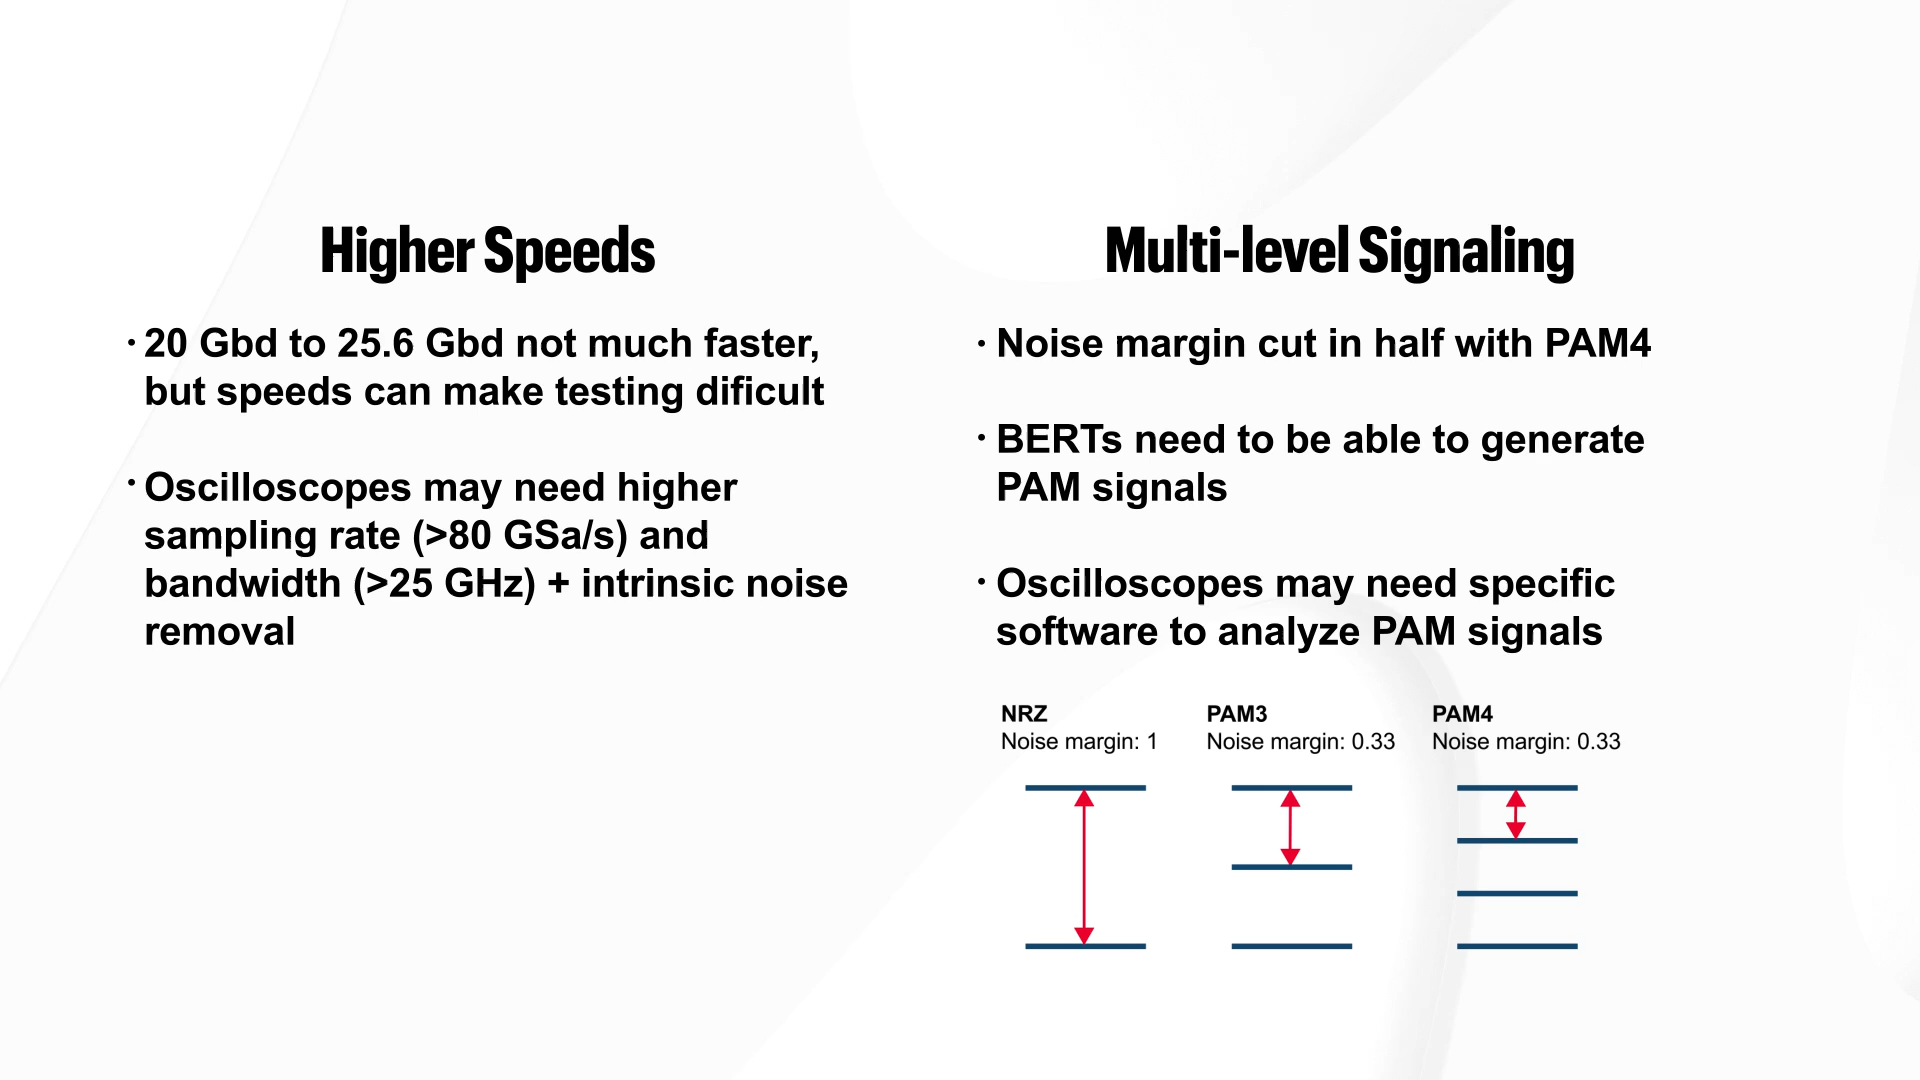 Higher Speeds
· 20 Gbd to 25.6 Gbd not much faster,
but speeds can make testing dificult
· Oscilloscopes may need higher
sampling rate (>80 GSa/s) and
bandwidth (>25 GHz) + intrinsic noise
removal
Multi-level Signaling
· Noise margin cut in half with PAM4
· BERTs need to be able to generate
PAM signals
· Oscilloscopes may need specific
software to analyze PAM signals
NRZ
Noise margin: 1
PAM3
Noise margin: 0.33
PAM4
Noise margin: 0.33